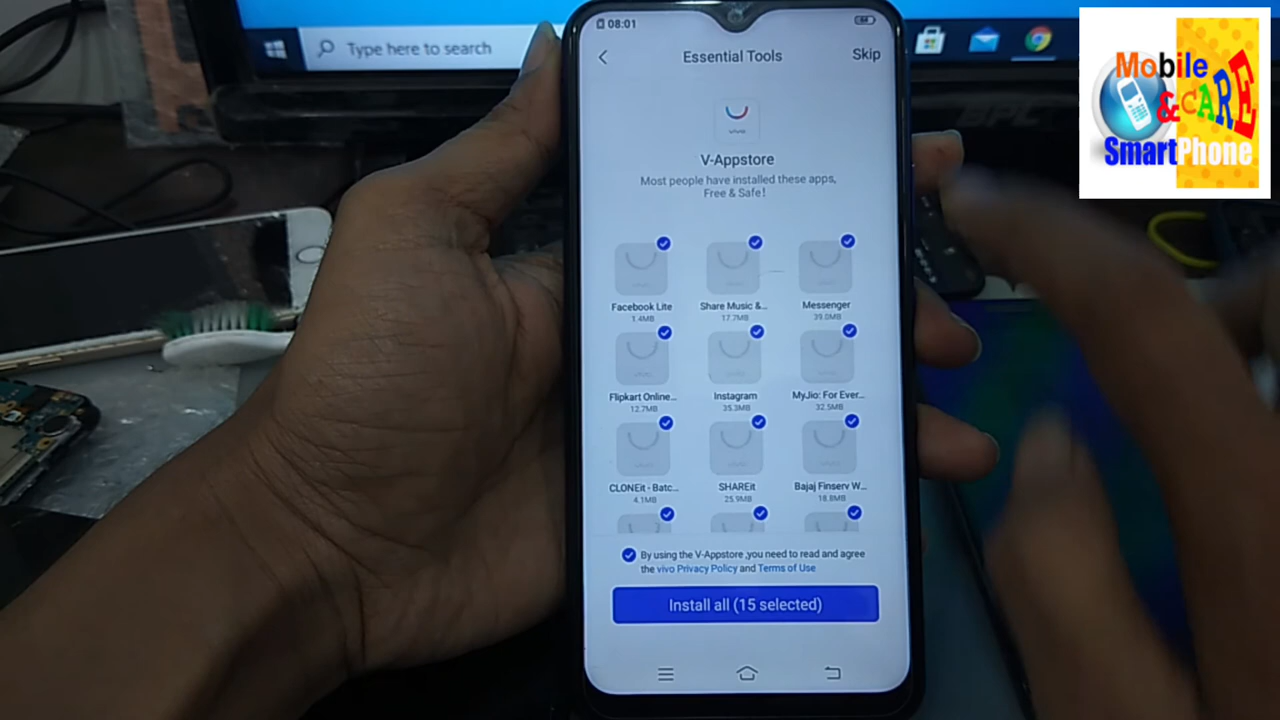 Type here to search
08:01
Essential Tools
Skip
vivo
V-Appstore
Most people have installed these apps,
Free & Safe!
Facebook Lite
Share Music &...
Messenger
1.4MB
17.7MB
39.0MB
Flipkart Online...
Instagram
MyJio: For Ever...
12.7MB
35.3MB
32.5MB
CLONEit - Batc...
SHAREit
Bajaj Finserv W...
4.1MB
25.9MB
18.8MB
By using the V-Appstore ,you need to read and agree
the vivo Privacy Policy and Terms of Use
Install all (15 selected)
Mobile
&CARE
SmartPhone